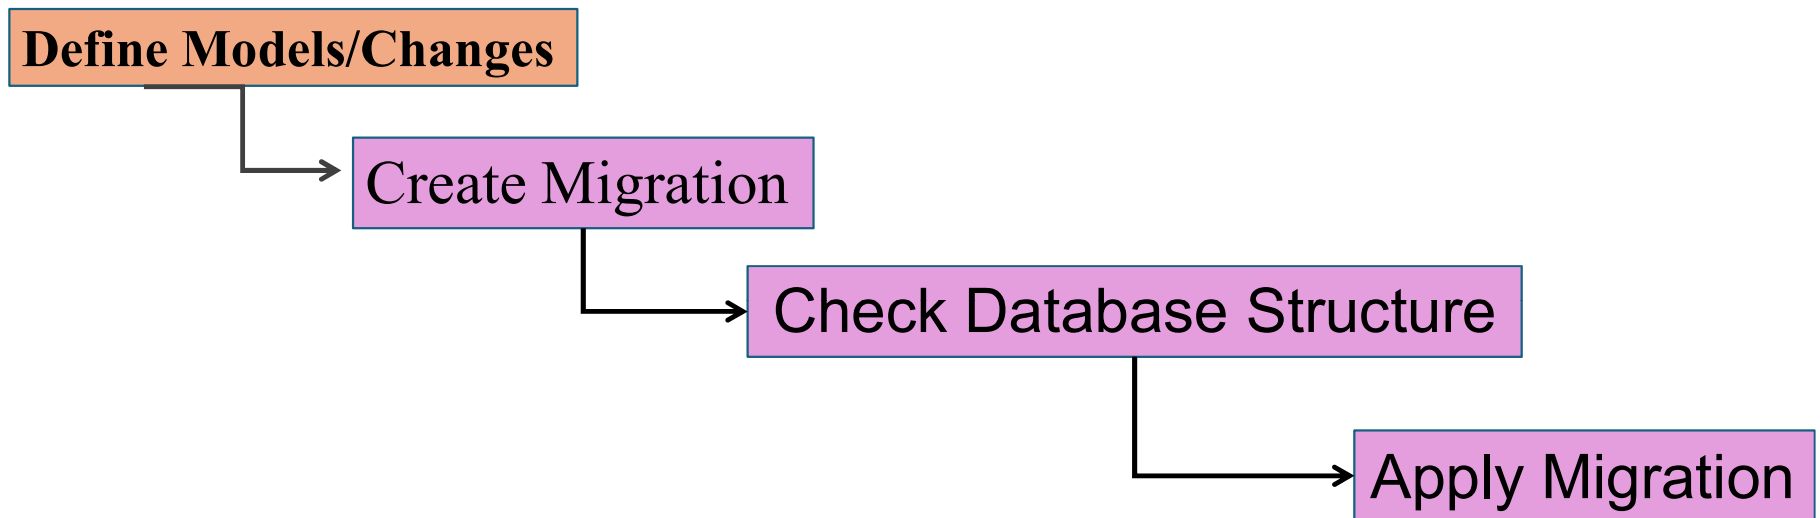 Define Models/Changes
Create Migration
Check Database Structure
Apply Migration